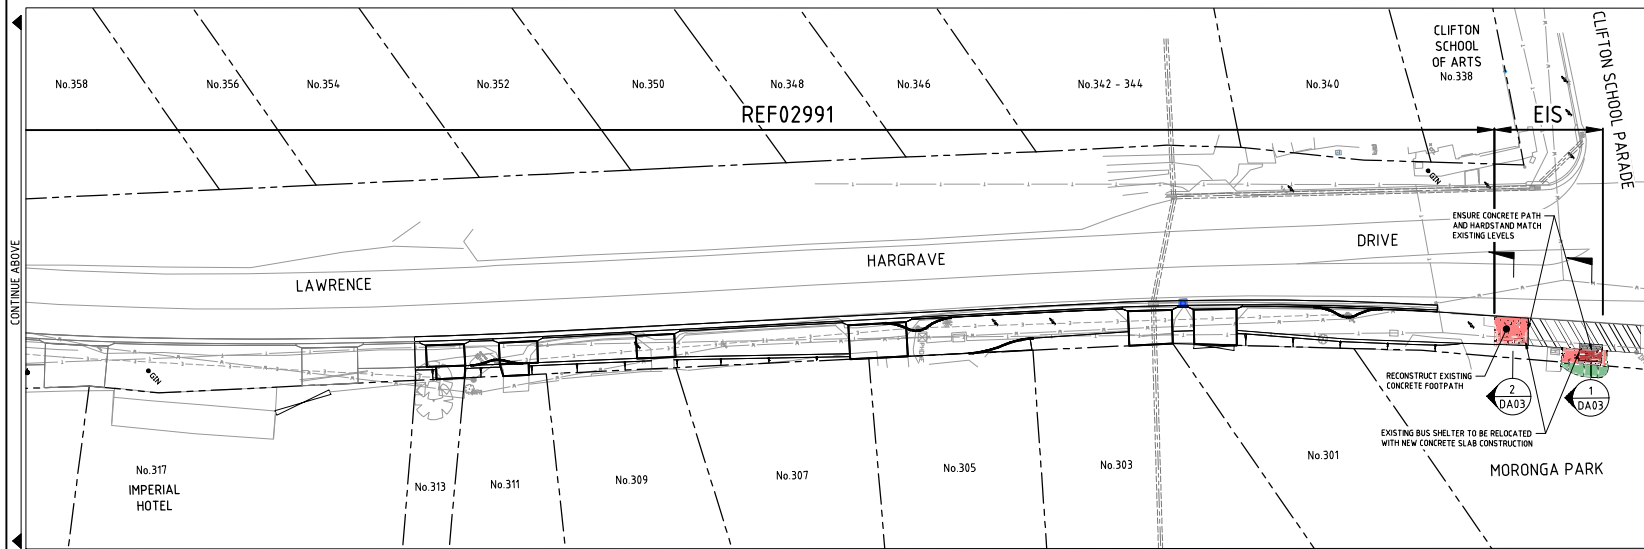 No.358
No.356
No.354
No.352
No.350
No.348
No.346
No.342 - 344
No.340
CLIFTON
SCHOOL
OF ARTS
No.338
CLIFTON SCHOOL PARADE
REF02991
EIS
GIN
CONTINUE ABOVE
LAWRENCE
HARGRAVE
DRIVE
ENSURE CONCRETE PATH
AND HARDSTAND MATCH
EXISTING LEVELS
GIN
RECONSTRUCT EXISTING
CONCRETE FOOTPATH
2
DA03
1
DA03
EXISTING BUS SHELTER TO BE RELOCATED
WITH NEW CONCRETE SLAB CONSTRUCTION
MORONGA PARK
No.317
IMPERIAL
HOTEL
No.313
No.311
No.309
No.307
No.305
No.303
No.301